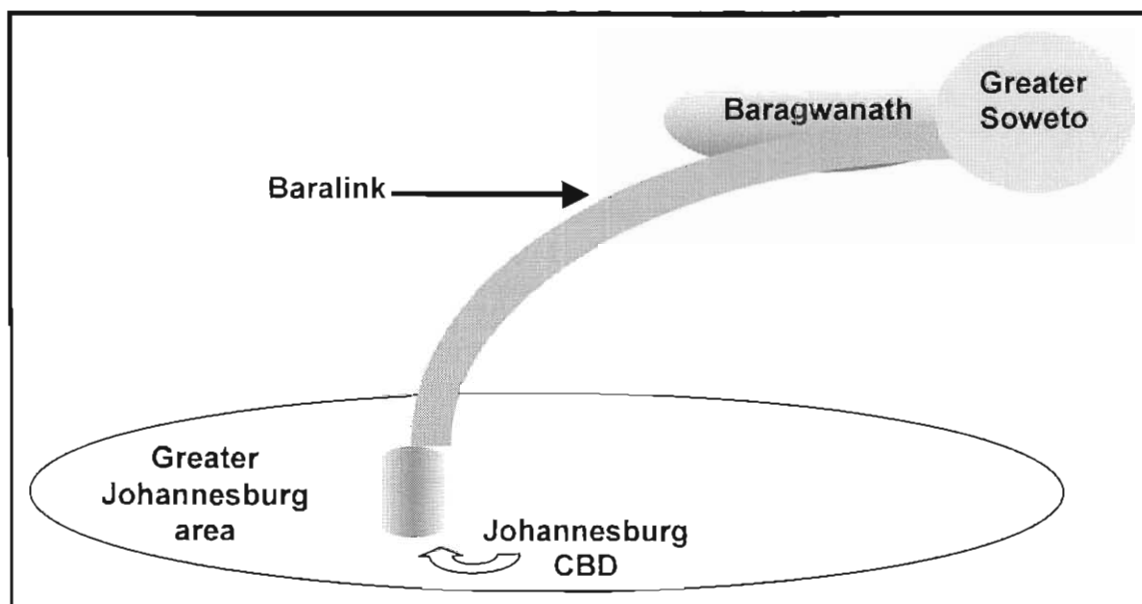 Greater
Soweto
Baragwanath
Baralink
Greater
Johannesburg
area
Johannesburg
CBD